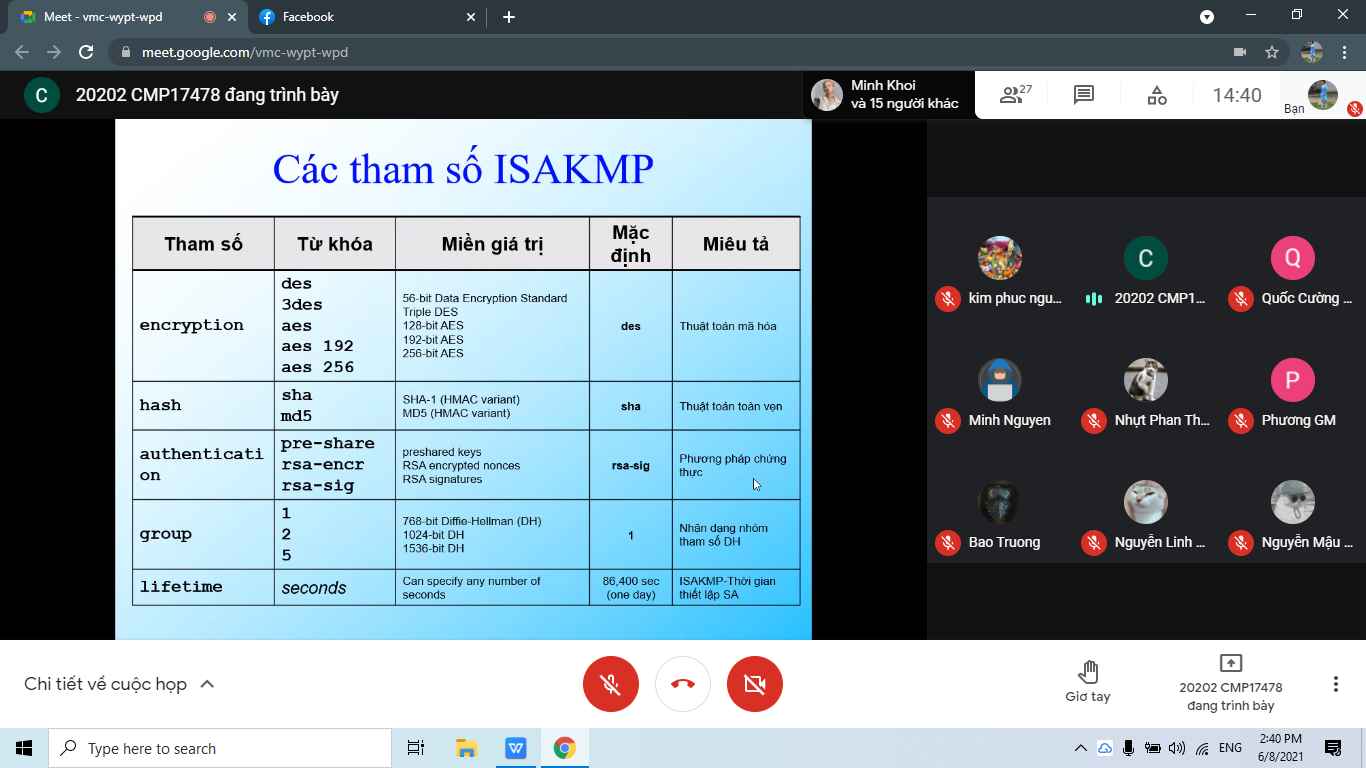 Meet - vmc-wypt-wpd
Facebook
meet.google.com/vmc-wypt-wpd
C
20202 CMP17478 đang trình bày
Minh Khoi
và 15 người khác
27
14:40
Bạn
Các tham số ISAKMP
Tham số
Từ khóa
Miền giá trị
Mặc
định
Miêu tả
encryption
des
3des
aes
aes 192
aes 256
56-bit Data Encryption Standard
Triple DES
128-bit AES
192-bit AES
256-bit AES
des
Thuật toán mã hóa
hash
sha
md5
SHA-1 (HMAC variant)
MD5 (HMAC variant)
sha
Thuật toán toàn vẹn
authenticati
on
pre-share
rsa-encr
rsa-sig
preshared keys
RSA encrypted nonces
RSA signatures
rsa-sig
Phương pháp chứng
thực
group
1
2
5
768-bit Diffie-Hellman (DH)
1024-bit DH
1536-bit DH
1
Nhận dạng nhóm
tham số DH
lifetime
seconds
Can specify any number of
seconds
86,400 sec
(one day)
ISAKMP-Thời gian
thiết lập SA
C
Q
kim phuc ngu...
20202 CMP1...
Quốc Cường ...
P
Minh Nguyen
Nhựt Phan Th...
Phương GM
Bao Truong
Nguyễn Linh ...
Nguyễn Mậu ...
Chi tiết về cuộc họp
Giơ tay
20202 CMP17478
đang trình bày
Type here to search
W
ENG
2:40 PM
6/8/2021